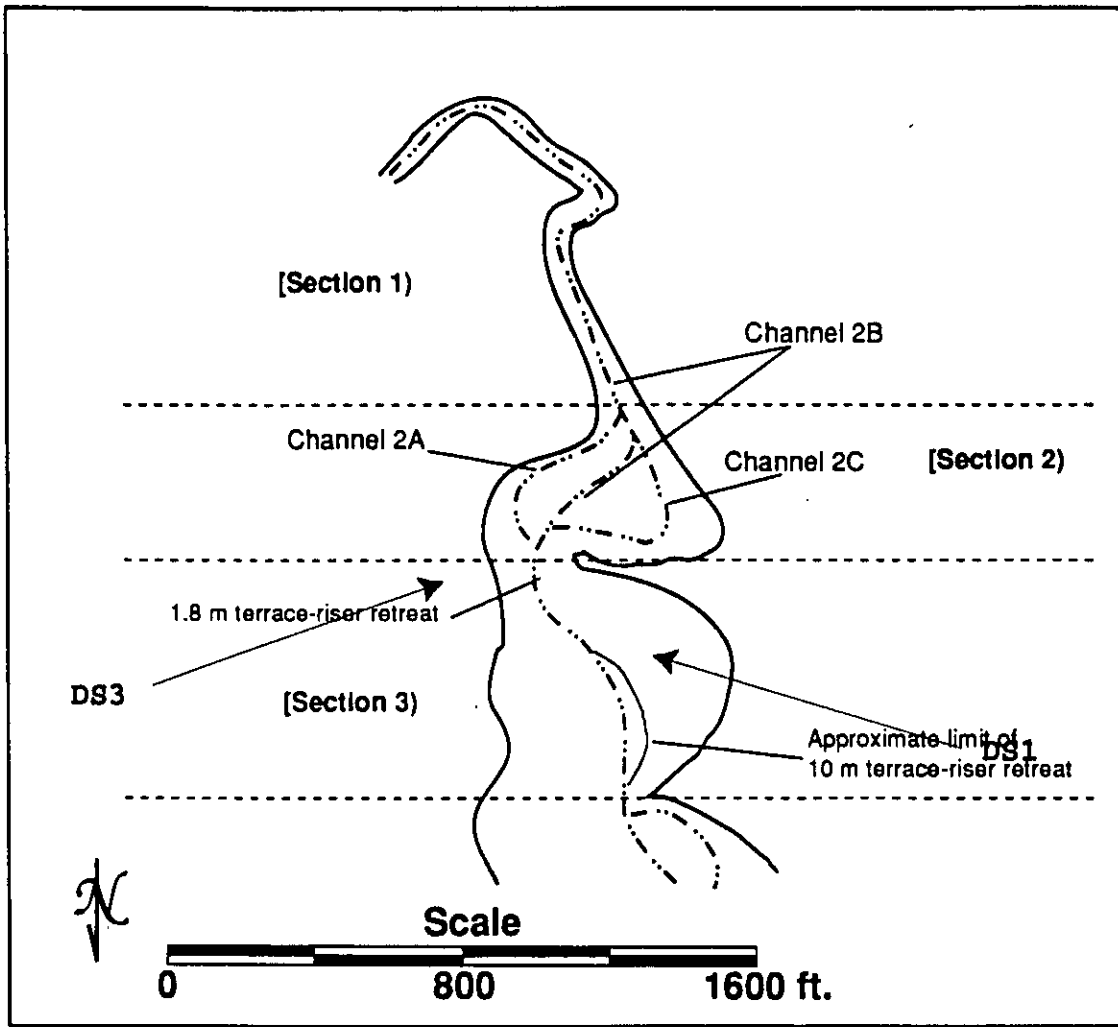 [Section 1)
Channel 2B
Channel 2A
Channel 2C
[Section 2)
1.8 m terrace-riser retreat
DS3
[Section 3)
Approximate limit of
DS1
10 m terrace-riser retreat
N
Scale
0 800 1600 ft.